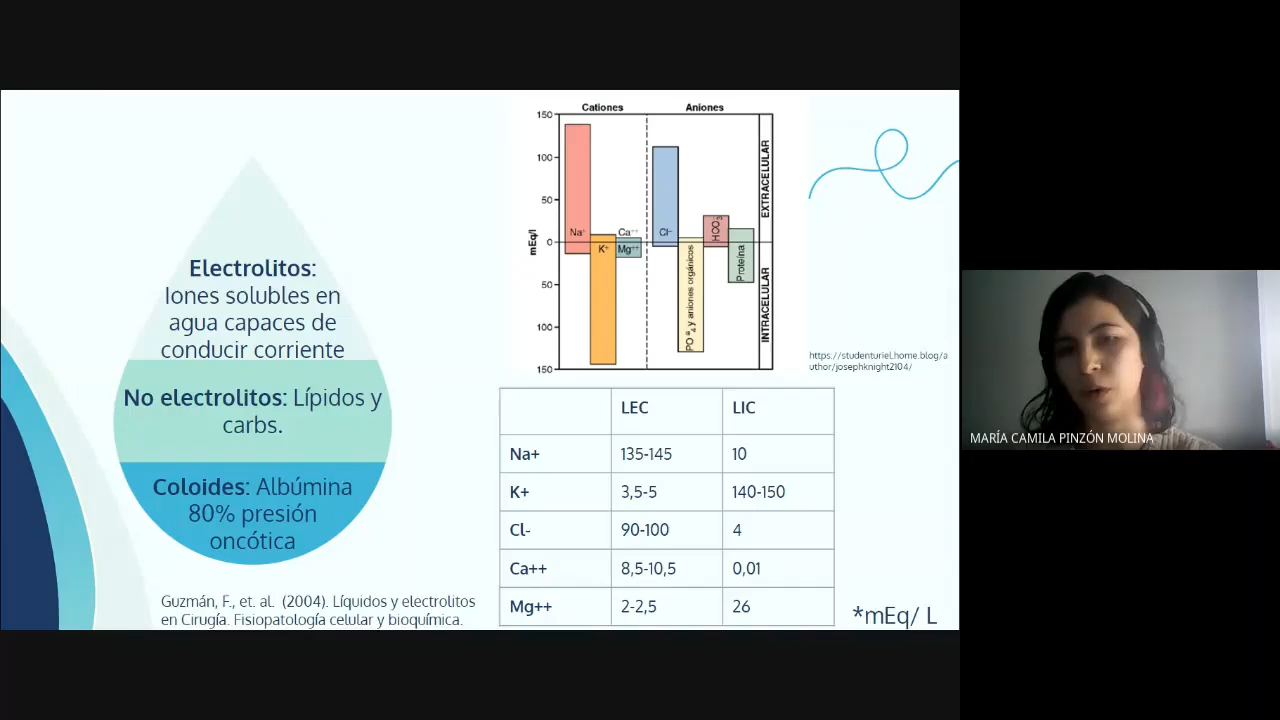 Electrolitos:
Iones solubles en
agua capaces de
conducir corriente
No electrolitos: Lípidos y
carbs.
Coloides: Albúmina
80% presión
oncótica
Guzmán, F., et. al. (2004). Líquidos y electrolitos
en Cirugía. Fisiopatología celular y bioquímica.
Cationes Aniones
150
100
50
0
50
100
150
mEq/l
Na⁺
K⁺
Ca⁺⁺
Mg⁺⁺
Cl⁻
PO₄≡ y aniones orgánicos
HCO₃⁻
Proteína
EXTRACELULAR
INTRACELULAR
https://studenturiel.home.blog/a
uthor/josephknight2104/
LEC LIC
Na+ 135-145 10
K+ 3,5-5 140-150
Cl- 90-100 4
Ca++ 8,5-10,5 0,01
Mg++ 2-2,5 26
*mEq/ L
MARÍA CAMILA PINZÓN MOLINA